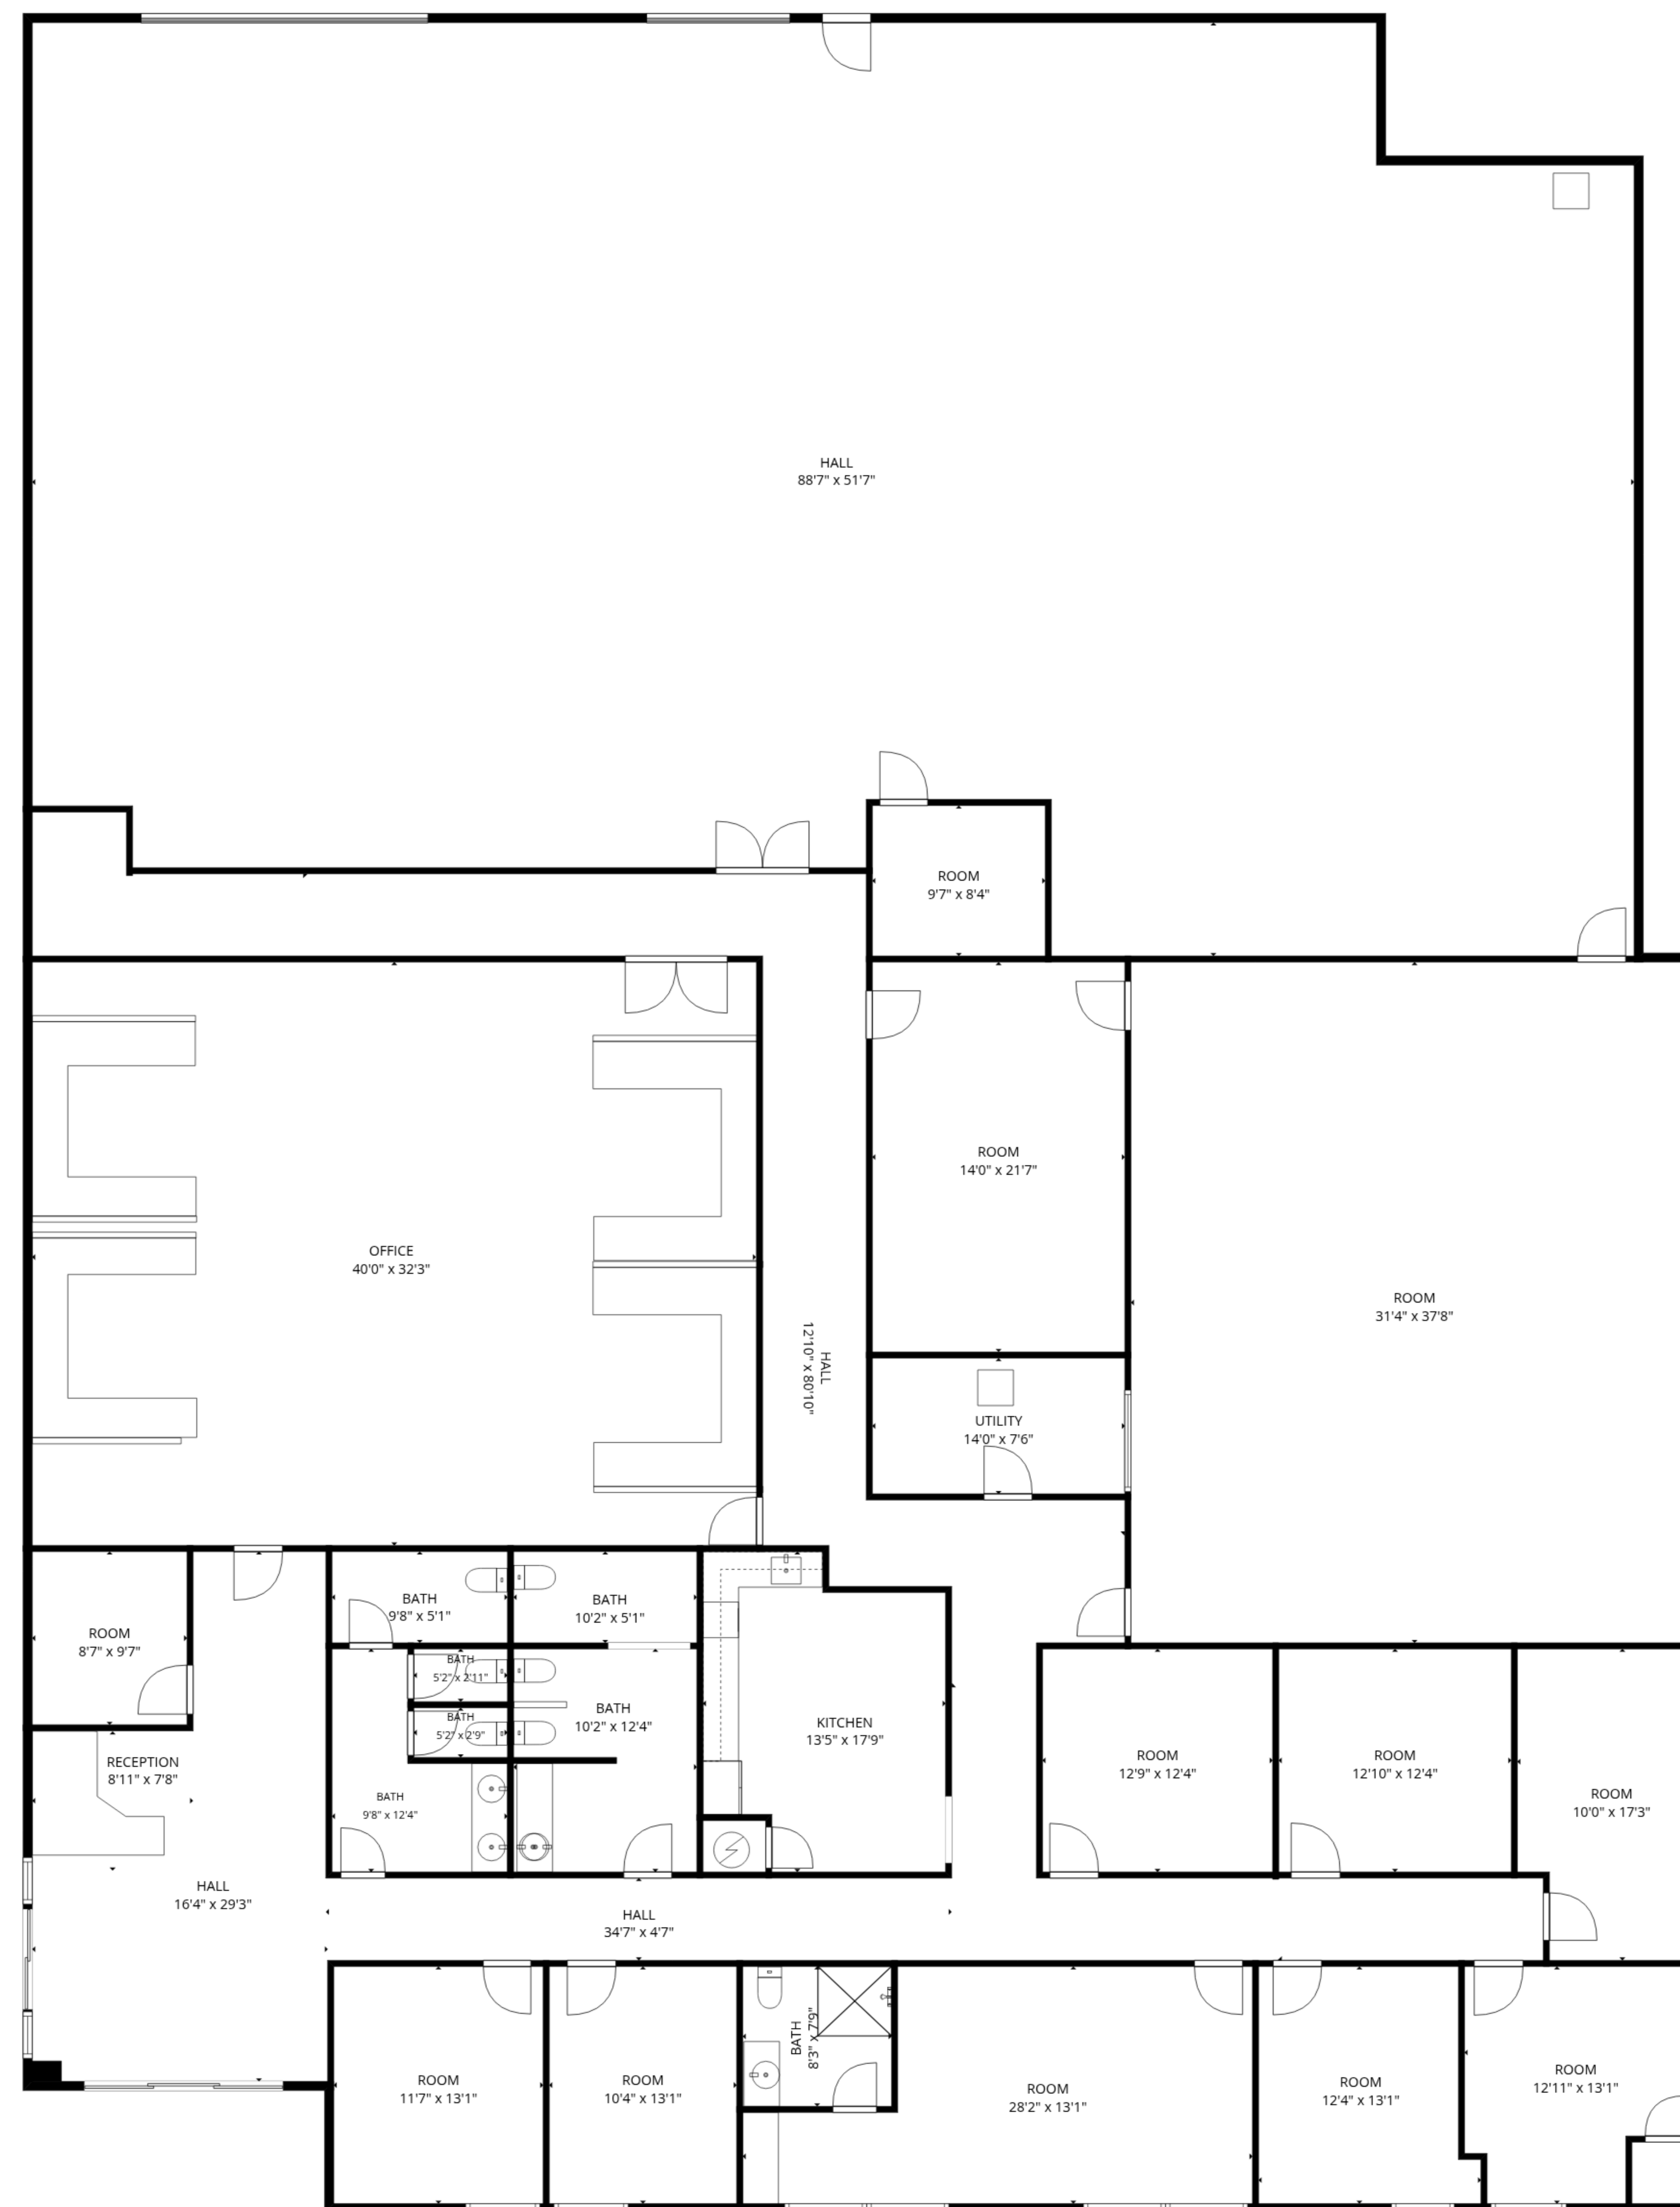 HALL
88'7" x 51'7"
ROOM
9'7" x 8'4"
ROOM
14'0" x 21'7"
OFFICE
40'0" x 32'3"
ROOM
31'4" x 37'8"
HALL
12'10" x 80'10"
UTILITY
14'0" x 7'6"
BATH
9'8" x 5'1"
BATH
10'2" x 5'1"
ROOM
8'7" x 9'7"
BATH
5'2" x 2'11"
BATH
5'2" x 2'9"
BATH
10'2" x 12'4"
KITCHEN
13'5" x 17'9"
RECEPTION
8'11" x 7'8"
ROOM
12'9" x 12'4"
ROOM
12'10" x 12'4"
BATH
9'8" x 12'4"
ROOM
10'0" x 17'3"
HALL
16'4" x 29'3"
HALL
34'7" x 4'7"
BATH
8'3" x 7'9"
ROOM
11'7" x 13'1"
ROOM
10'4" x 13'1"
ROOM
28'2" x 13'1"
ROOM
12'4" x 13'1"
ROOM
12'11" x 13'1"